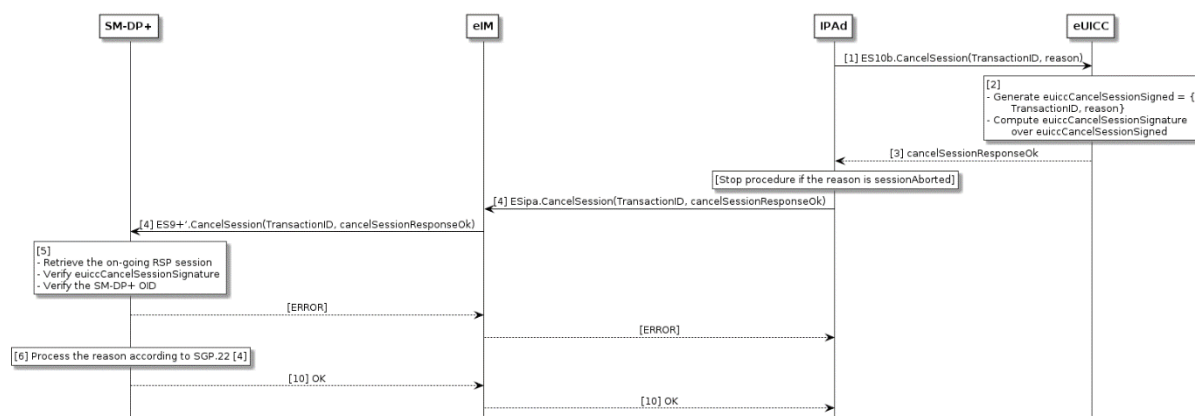 SM-DP+ eIM IPAd eUICC
[1] ES10b.CancelSession(TransactionID, reason)
[2]
- Generate euiccCancelSessionSigned = {
TransactionID, reason}
- Compute euiccCancelSessionSignature
over euiccCancelSessionSigned
[3] cancelSessionResponseOk
[Stop procedure if the reason is sessionAborted]
[4] ESipa.CancelSession(TransactionID, cancelSessionResponseOk)
[4] ES9+'.CancelSession(TransactionID, cancelSessionResponseOk)
[5]
- Retrieve the on-going RSP session
- Verify euiccCancelSessionSignature
- Verify the SM-DP+ OID
[ERROR]
[ERROR]
[6] Process the reason according to SGP.22 [4]
[10] OK
[10] OK